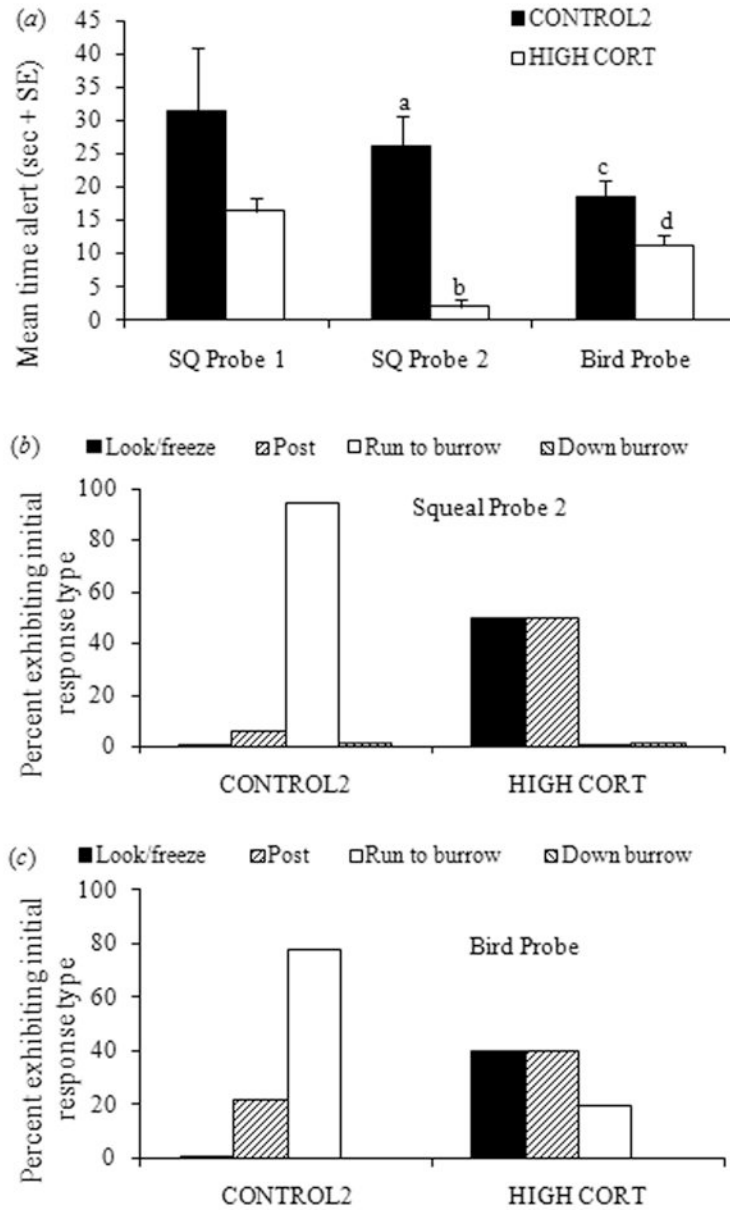 (a)
CONTROL2
HIGH CORT
Mean time alert (sec + SE)
45
40
35
30
25
20
15
10
5
0
a
b
c
d
SQ Probe 1
SQ Probe 2
Bird Probe
(b)
Look/freeze Post Run to burrow Down burrow
Squeal Probe 2
Percent exhibiting initial
response type
100
80
60
40
20
0
CONTROL2
HIGH CORT
(c)
Look/freeze Post Run to burrow Down burrow
Bird Probe
Percent exhibiting initial
response type
100
80
60
40
20
0
CONTROL2
HIGH CORT